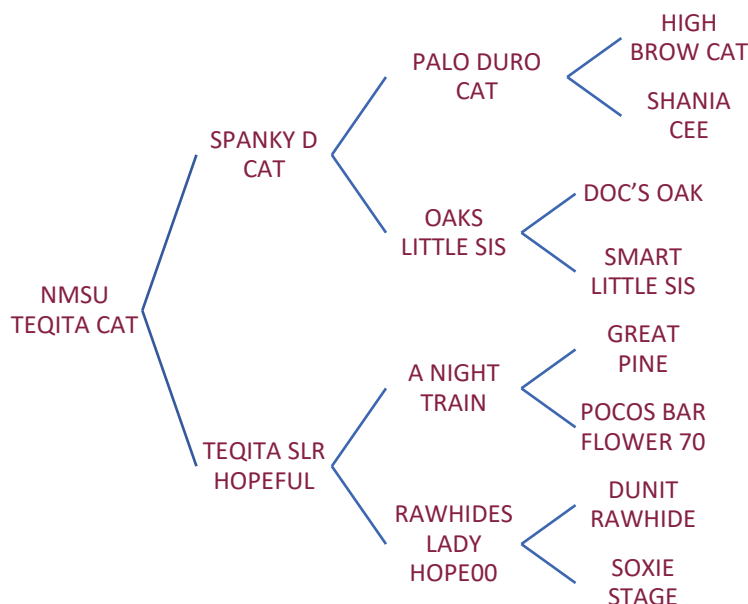 HIGH
BROW CAT
PALO DURO
CAT
SHANIA
CEE
SPANKY D
CAT
DOC'S OAK
OAKS
LITTLE SIS
SMART
LITTLE SIS
NMSU
TEQITA CAT
GREAT
PINE
A NIGHT
TRAIN
POCOS BAR
FLOWER 70
TEQITA SLR
HOPEFUL
DUNIT
RAWHIDE
RAWHIDES
LADY
HOPE00
SOXIE
STAGE